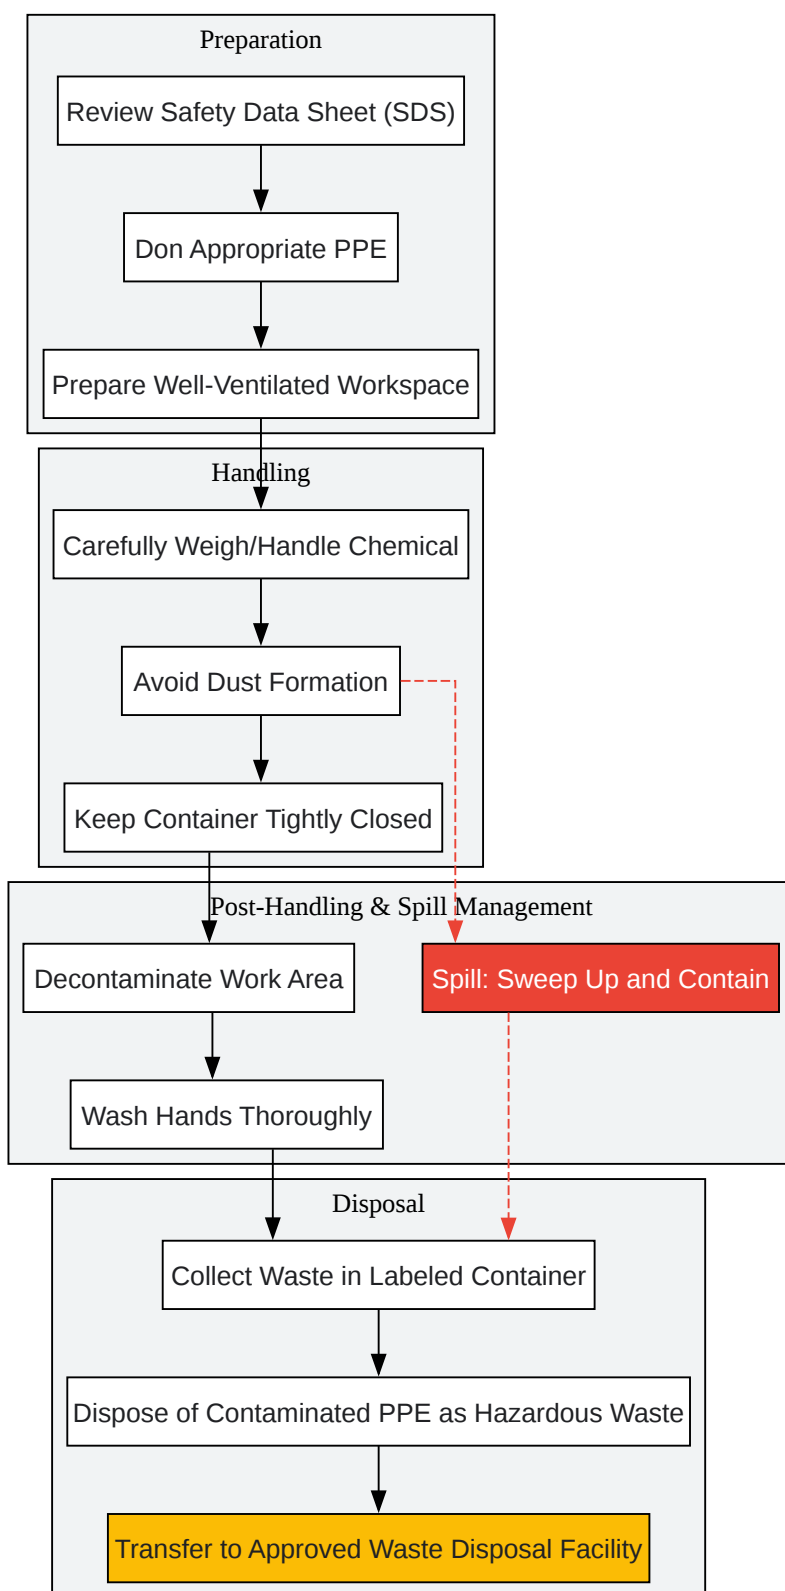 Preparation
Review Safety Data Sheet (SDS)
Don Appropriate PPE
Prepare Well-Ventilated Workspace
Handling
Carefully Weigh/Handle Chemical
Avoid Dust Formation
Keep Container Tightly Closed
Post-Handling & Spill Management
Decontaminate Work Area
Spill: Sweep Up and Contain
Wash Hands Thoroughly
Disposal
Collect Waste in Labeled Container
Dispose of Contaminated PPE as Hazardous Waste
Transfer to Approved Waste Disposal Facility